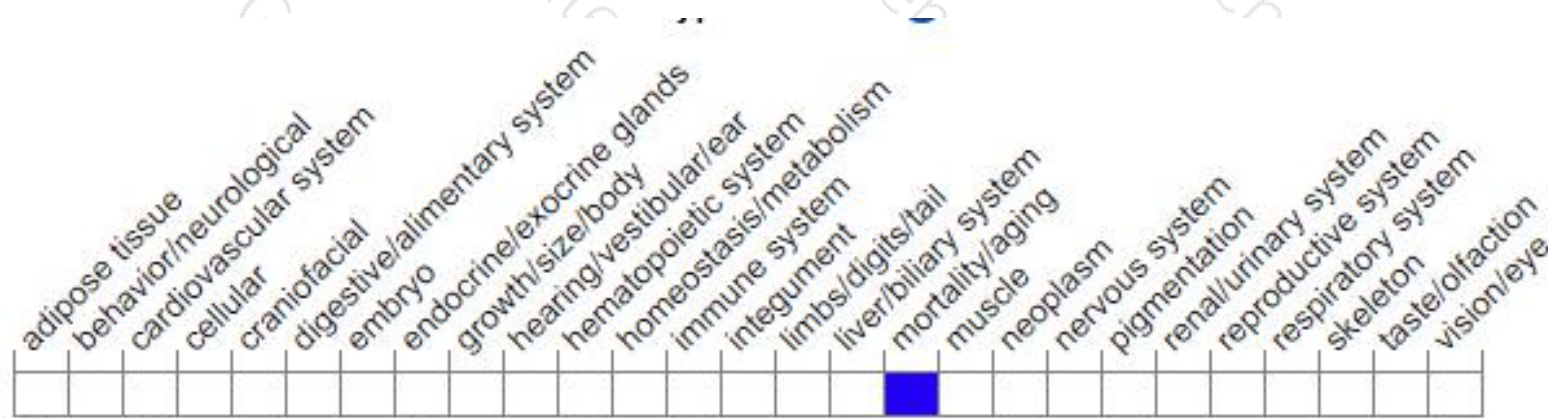 adipose tissue
behavior/neurological
cardiovascular system
cellular
craniofacial
digestive/alimentary system
embryo
endocrine/exocrine glands
growth/size/body
hearing/vestibular/ear
hematopoietic system
homeostasis/metabolism
immune system
integument
limbs/digits/tail
liver/biliary system
mortality/aging
muscle
neoplasm
nervous system
pigmentation
renal/urinary system
reproductive system
respiratory system
skeleton
taste/olfaction
vision/eye